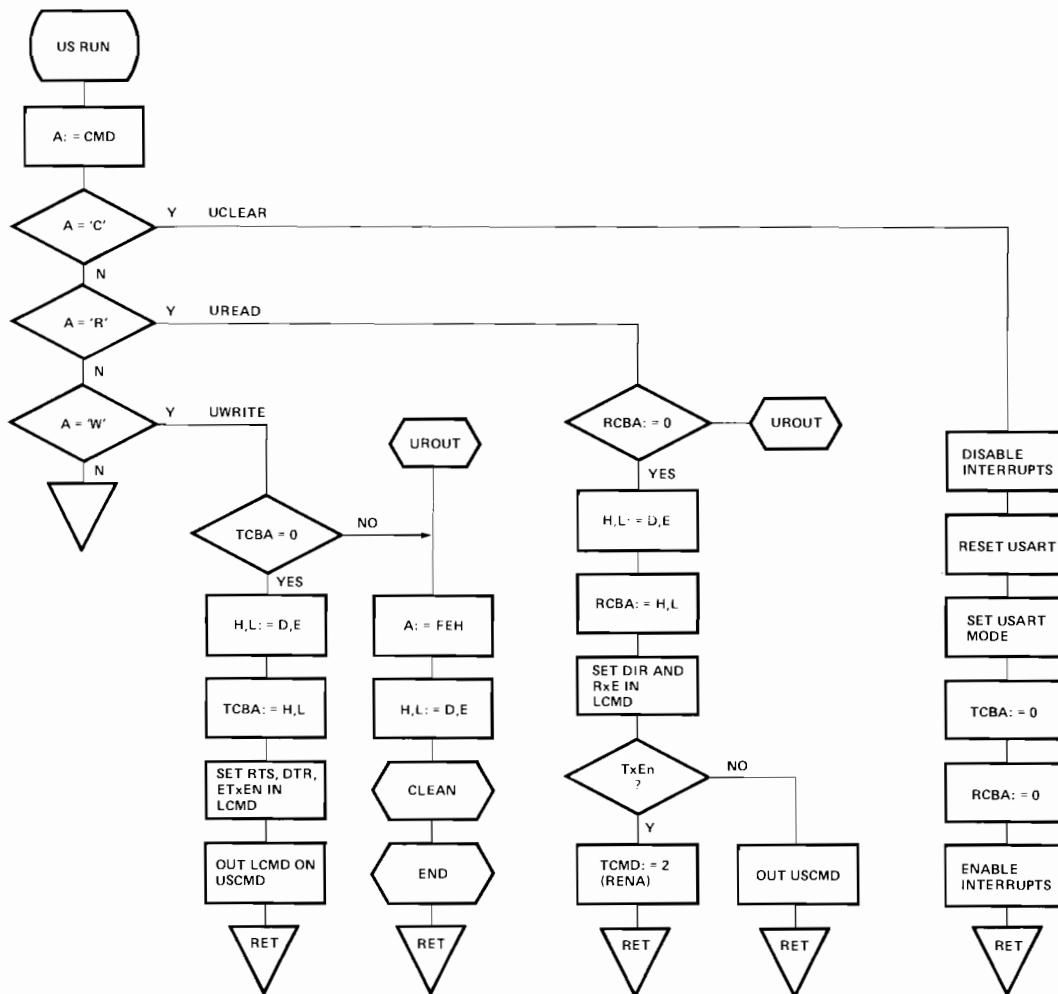 US RUN
A: = CMD
A = 'C'
Y UCLEAR
N
A = 'R'
Y UREAD
N
A = 'W'
Y UWRITE
N
TCBA = 0
NO
YES
H,L: = D,E
TCBA: = H,L
SET RTS, DTR,
ETxEN IN
LCMD
OUT LCMD ON
USCMD
RET
UROUT
A: = FEH
H,L: = D,E
CLEAN
END
RET
RCBA: = 0
UROUT
YES
H,L: = D,E
RCBA: = H,L
SET DIR AND
RxE IN
LCMD
TxEn
?
NO
Y
TCMD: = 2
(RENA)
RET
OUT USCMD
RET
DISABLE
INTERRUPTS
RESET USART
SET USART
MODE
TCBA: = 0
RCBA: = 0
ENABLE
INTERRUPTS
RET